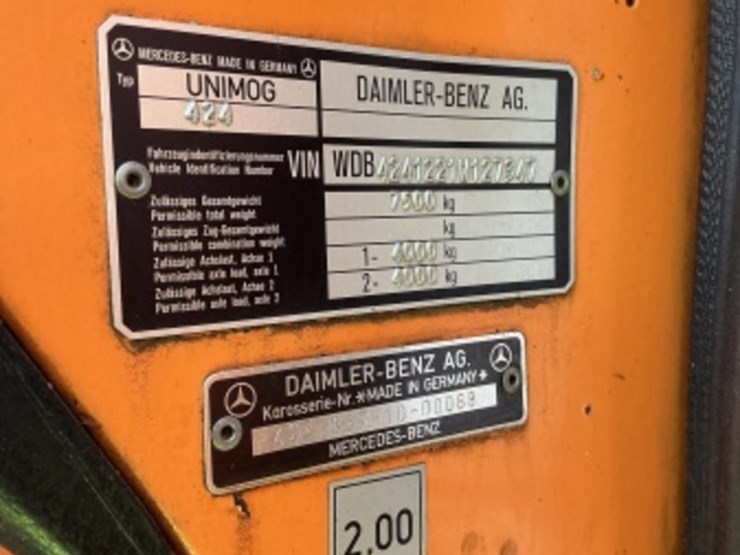 MERCEDES-BENZ MADE IN GERMANY
Typ UNIMOG DAIMLER-BENZ AG.
424
Fahrzeugidentifizierungsnummer
Vehicle Identification Number VIN WDB
Zulässiges Gesamtgewicht 7500 kg
Permissible total weight
Zulässiges Zug-Gesamtgewicht kg
Permissible combination weight
Zulässige Achslast, Achse 1 1- 4000 kg
Permissible axle load, axle 1
Zulässige Achslast, Achse 2 2- 4000 kg
Permissible axle load, axle 2
DAIMLER-BENZ AG.
Karosserie-Nr.*MADE IN GERMANY*
MERCEDES-BENZ
2,00